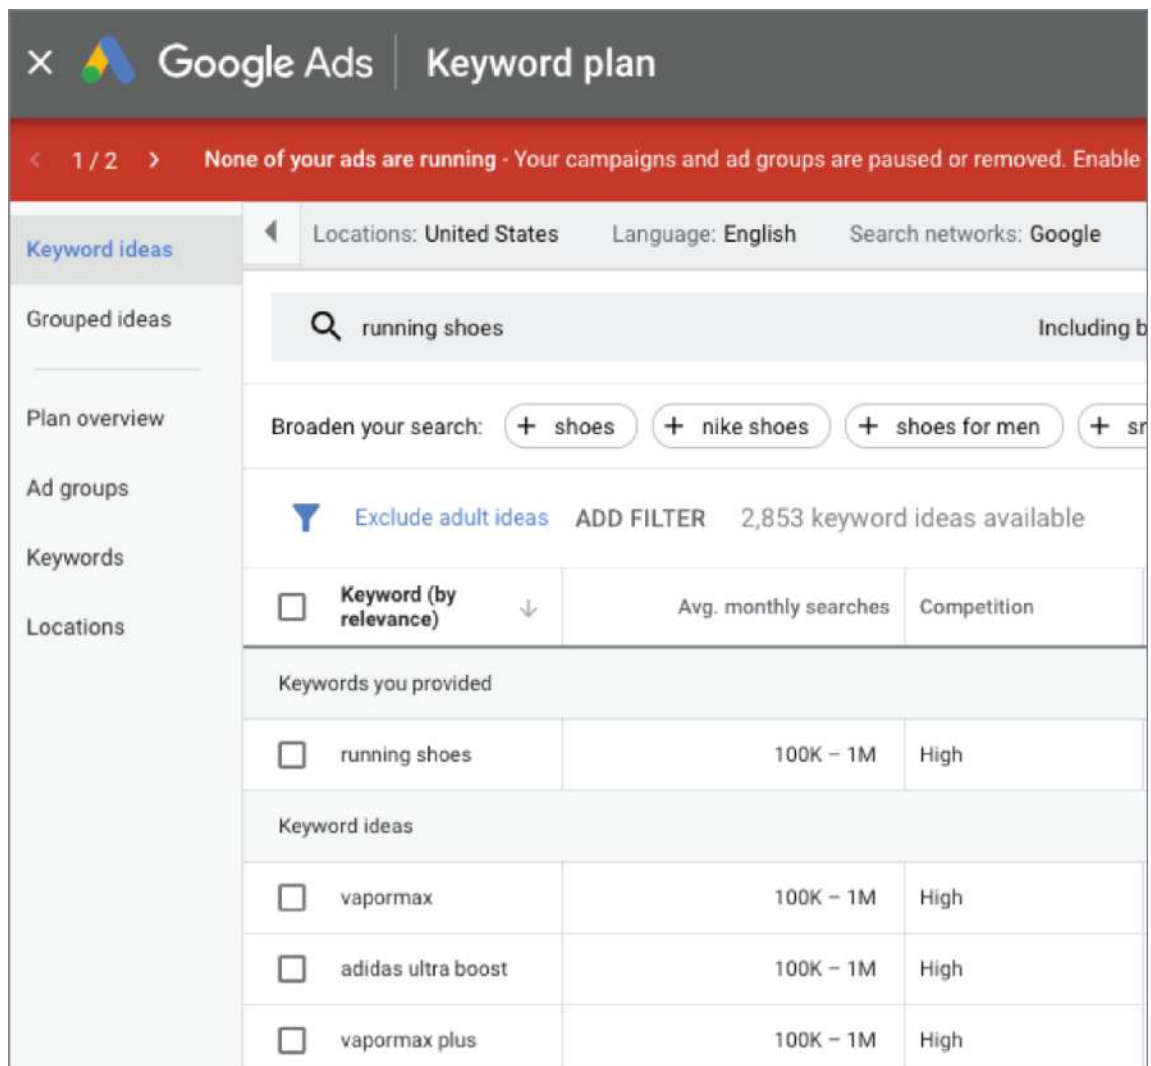 × Google Ads | Keyword plan
< 1 / 2 > None of your ads are running - Your campaigns and ad groups are paused or removed. Enable
Keyword ideas
Grouped ideas
Plan overview
Ad groups
Keywords
Locations
Locations: United States Language: English Search networks: Google
running shoes Including b
Broaden your search: + shoes + nike shoes + shoes for men +
Exclude adult ideas ADD FILTER 2,853 keyword ideas available
Keyword (by relevance) ↓ Avg. monthly searches Competition
Keywords you provided
running shoes 100K – 1M High
Keyword ideas
vapormax 100K – 1M High
adidas ultra boost 100K – 1M High
vapormax plus 100K – 1M High